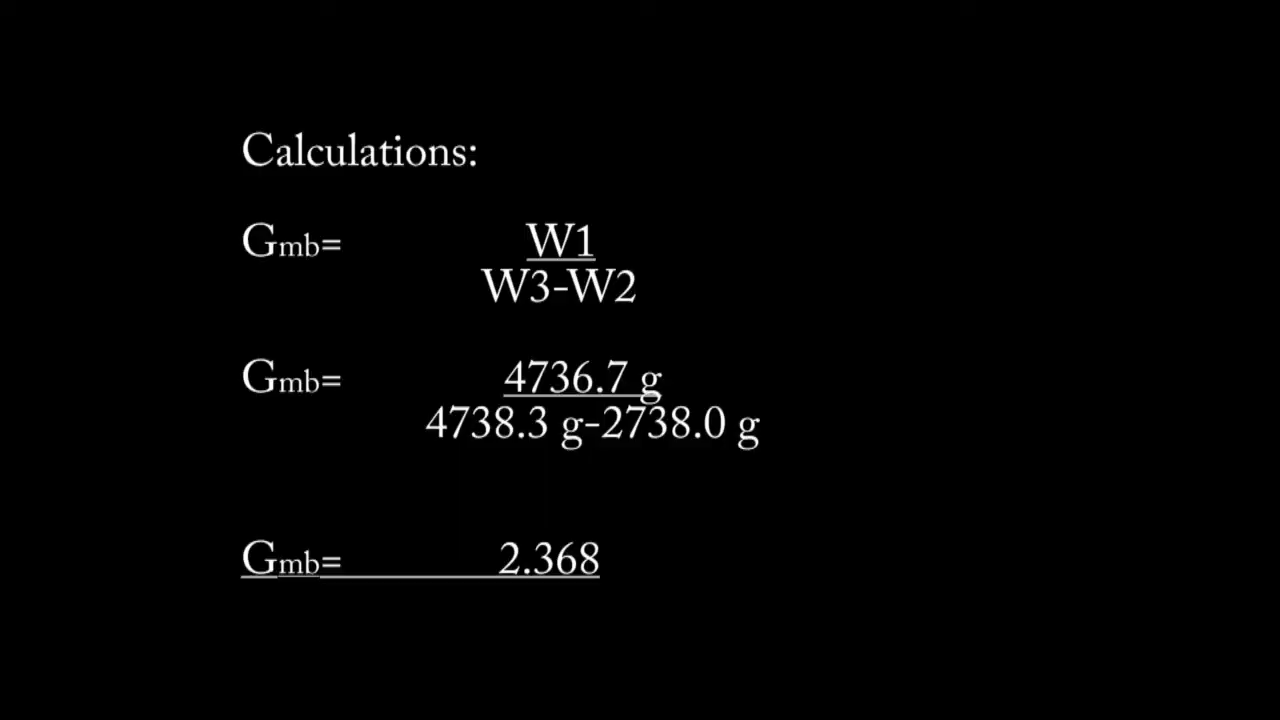 Calculations:
Gmb= W1
W3-W2
Gmb= 4736.7 g
4738.3 g-2738.0 g
Gmb= 2.368